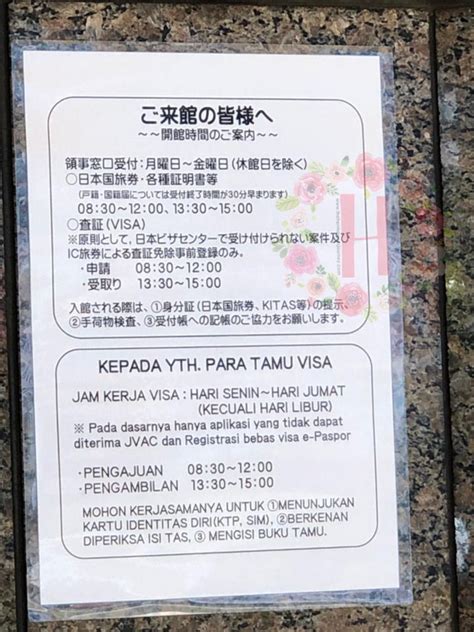 ご来館の皆様へ
～～開館時間のご案内～～
領事窓口受付：月曜日～金曜日(休館日を除く)
○日本国旅券・各種証明書等
(戸籍・国籍届については受付終了時間が30分早まります)
08:30～12:00、13:30～15:00
○査証(VISA)
※原則として、日本ビザセンターで受け付けられない案件及び
IC旅券による査証免除事前登録のみ。
・申請 08:30～12:00
・受取り 13:30～15:00
入館される際は、①身分証(日本国旅券、KITAS等)の提示、
②手荷物検査、③受付帳への記帳のご協力をお願いします。
H
KEPADA YTH. PARA TAMU VISA
JAM KERJA VISA : HARI SENIN～HARI JUMAT
(KECUALI HARI LIBUR)
※ Pada dasarnya hanya aplikasi yang tidak dapat
diterima JVAC dan Registrasi bebas visa e-Paspor
・PENGAJUAN 08:30～12:00
・PENGAMBILAN 13:30～15:00
MOHON KERJASAMANYA UNTUK ①MENUNJUKAN
KARTU IDENTITAS DIRI(KTP, SIM), ②BERKENAN
DIPERIKSA ISI TAS, ③ MENGISI BUKU TAMU.